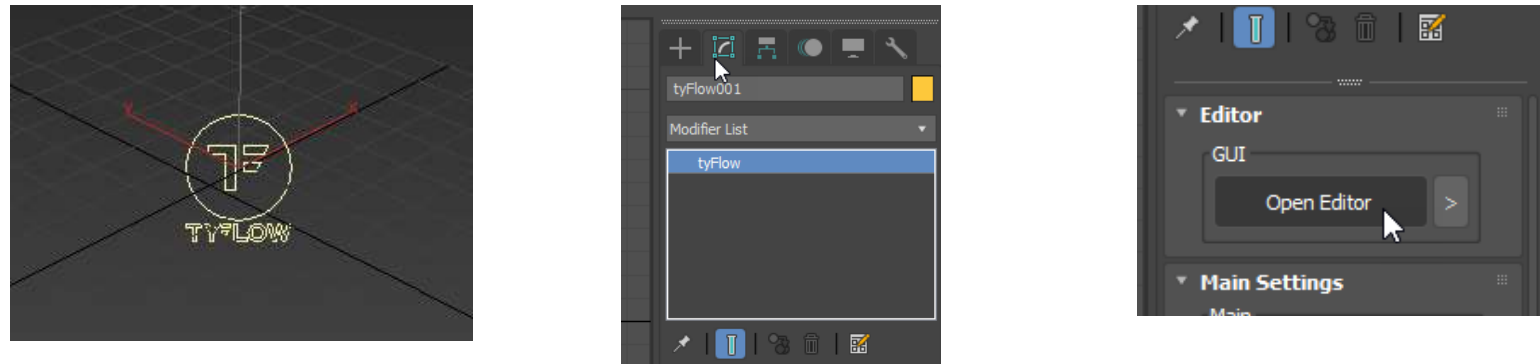 TYFLOW
tyFlow001
Modifier List
tyFlow
Editor
GUI
Open Editor >
Main Settings
Main